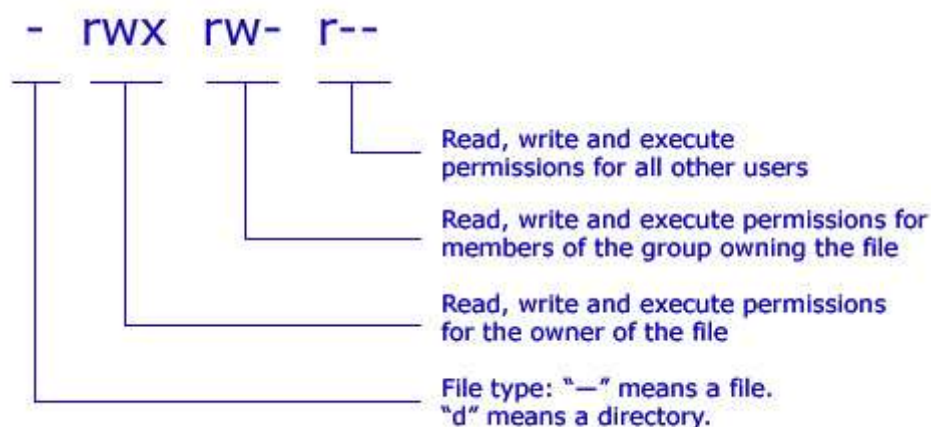 - rwx rw- r--
Read, write and execute
permissions for all other users
Read, write and execute permissions for
members of the group owning the file
Read, write and execute permissions
for the owner of the file
File type: “—” means a file.
“d” means a directory.